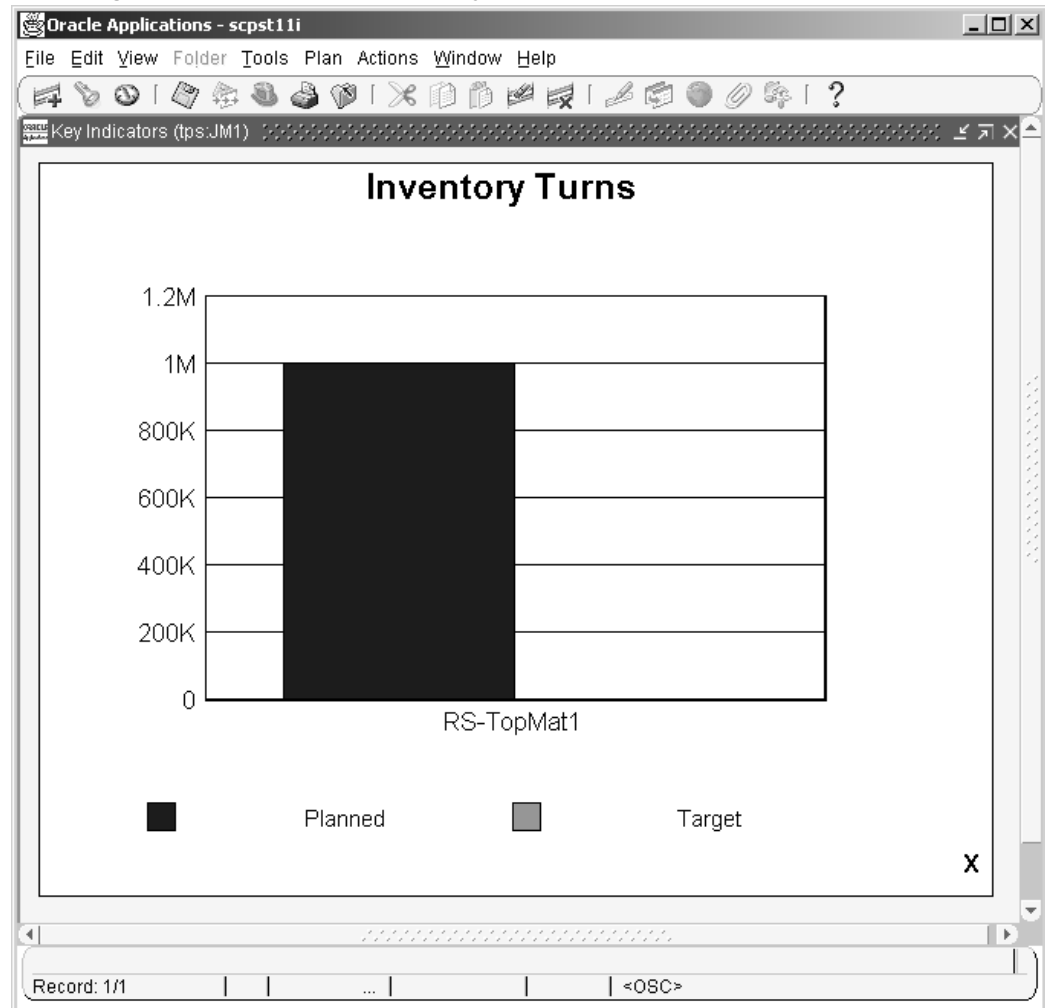 Oracle Applications - scpst11i
File Edit View Folder Tools Plan Actions Window Help
?
Key Indicators (tps:JM1)
Inventory Turns
1.2M
1M
800K
600K
400K
200K
0
RS-TopMat1
Planned Target
X
Record: 1/1 ... <OSC>